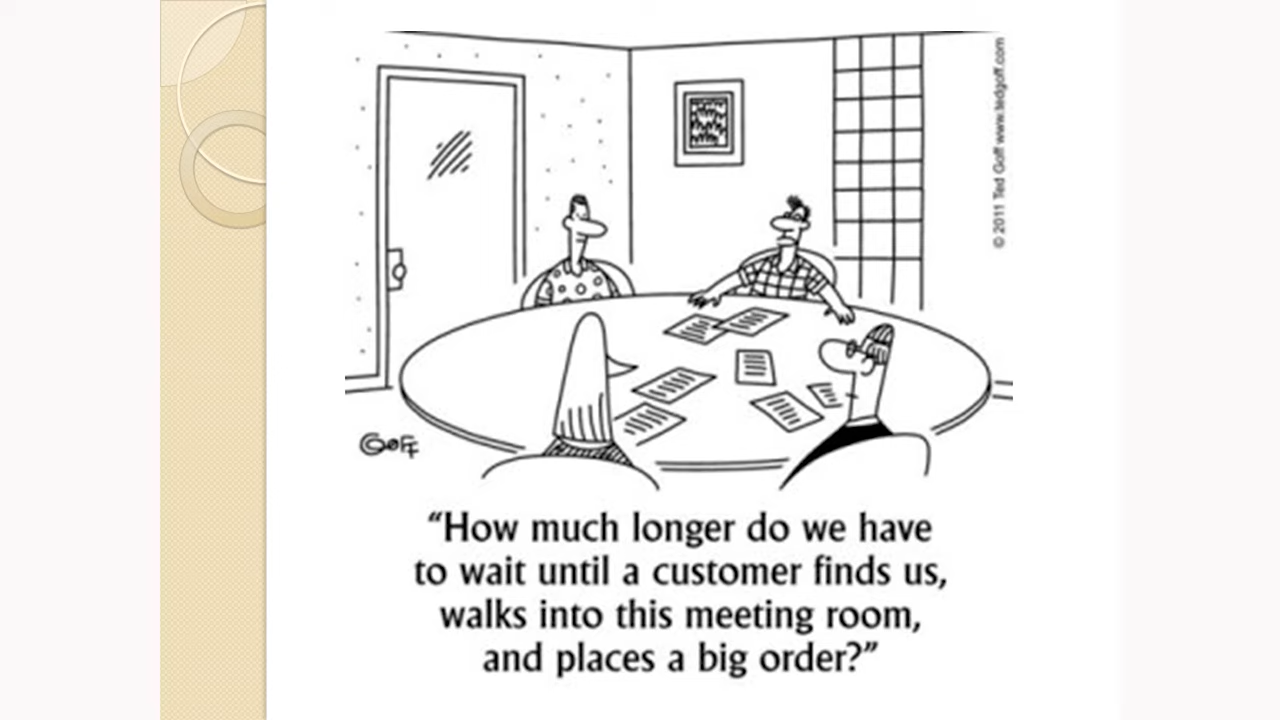 © 2011 Ted Goff www.tedgoff.com
GOFF
“How much longer do we have
to wait until a customer finds us,
walks into this meeting room,
and places a big order?”